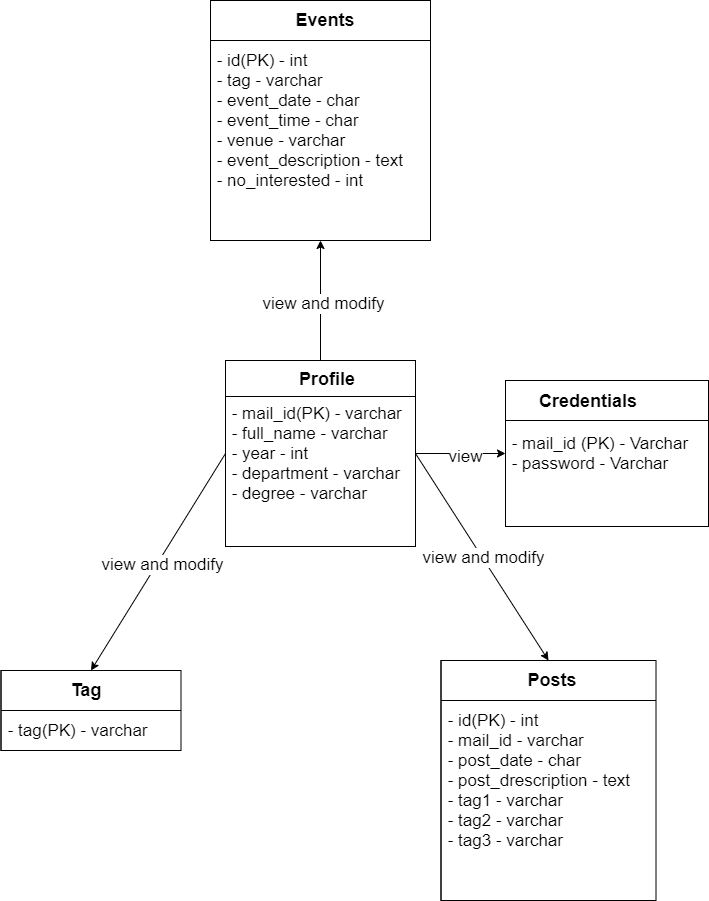 Events
- id(PK) - int
- tag - varchar
- event_date - char
- event_time - char
- venue - varchar
- event_description - text
- no_interested - int
view and modify
Profile
- mail_id(PK) - varchar
- full_name - varchar
- year - int
- department - varchar
- degree - varchar
view
Credentials
- mail_id (PK) - Varchar
- password - Varchar
view and modify
view and modify
Tag
- tag(PK) - varchar
Posts
- id(PK) - int
- mail_id - varchar
- post_date - char
- post_drescription - text
- tag1 - varchar
- tag2 - varchar
- tag3 - varchar